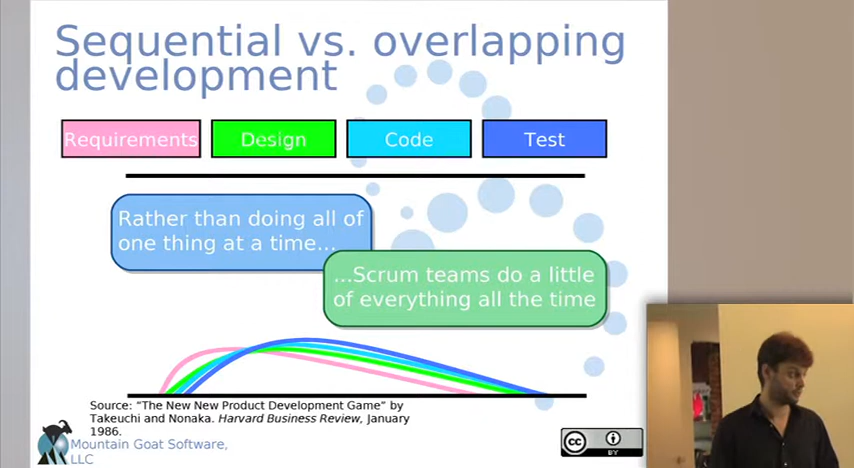 Sequential vs. overlapping
development
Requirements
Design
Code
Test
Rather than doing all of
one thing at a time...
...Scrum teams do a little
of everything all the time
Source: “The New New Product Development Game” by
Takeuchi and Nonaka. Harvard Business Review, January
1986.
Mountain Goat Software,
LLC
cc
BY